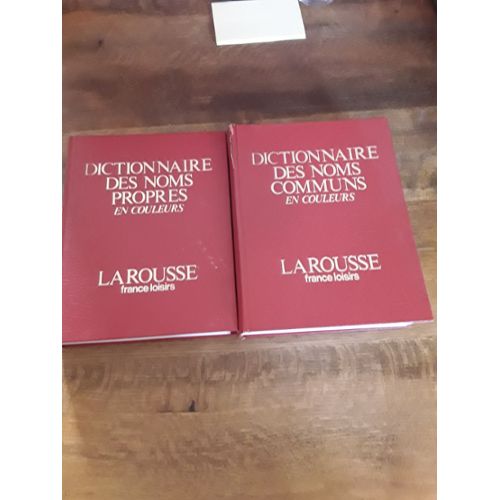 DICTIONNAIRE
DES NOMS
PROPRES
EN COULEURS
LAROUSSE
france loisirs
DICTIONNAIRE
DES NOMS
COMMUNS
EN COULEURS
LAROUSSE
france loisirs